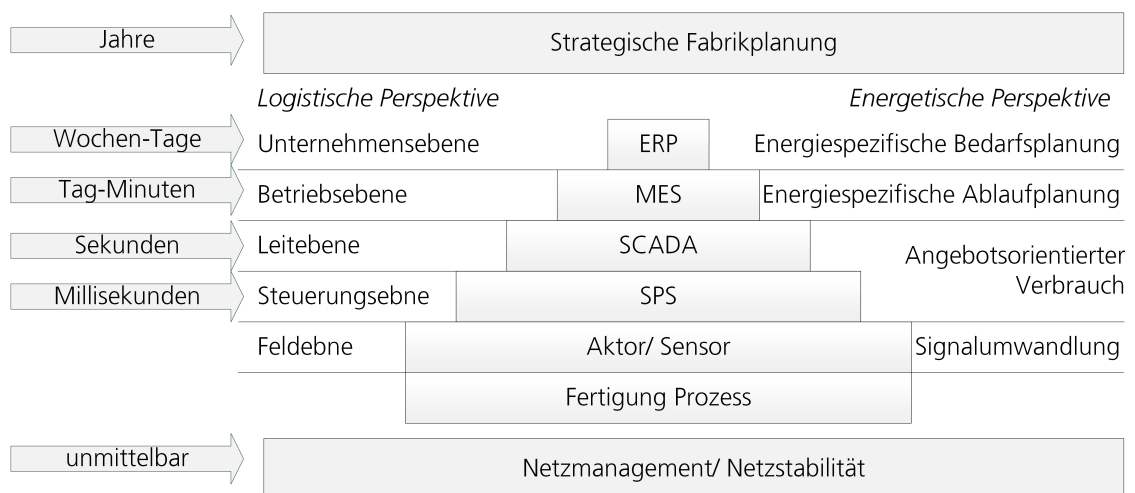 Jahre
Strategische Fabrikplanung
Logistische Perspektive
Energetische Perspektive
Wochen-Tage
Unternehmensebene
ERP
Energiespezifische Bedarfsplanung
Tag-Minuten
Betriebsebene
MES
Energiespezifische Ablaufplanung
Sekunden
Leitebene
SCADA
Angebotsorientierter
Verbrauch
Millisekunden
Steuerungsebne
SPS
Feldebne
Aktor/ Sensor
Signalumwandlung
Fertigung Prozess
unmittelbar
Netzmanagement/ Netzstabilität